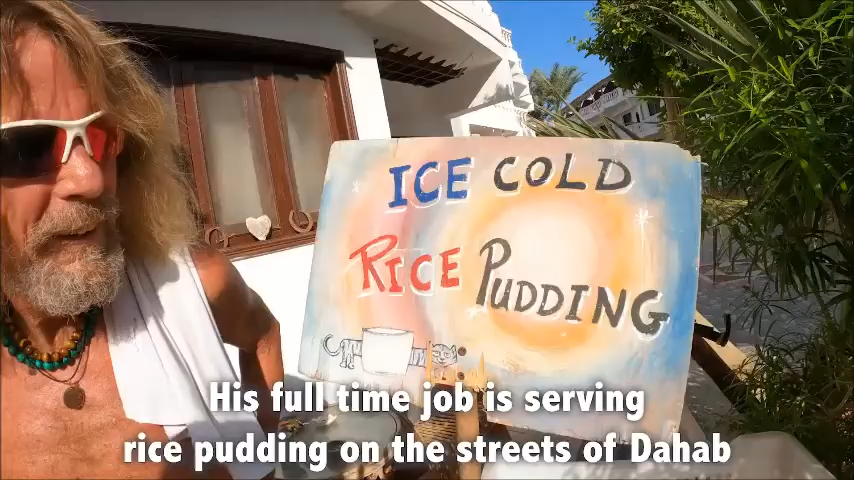 ICE COLD
RICE PUDDING
His full time job is serving
rice pudding on the streets of Dahab